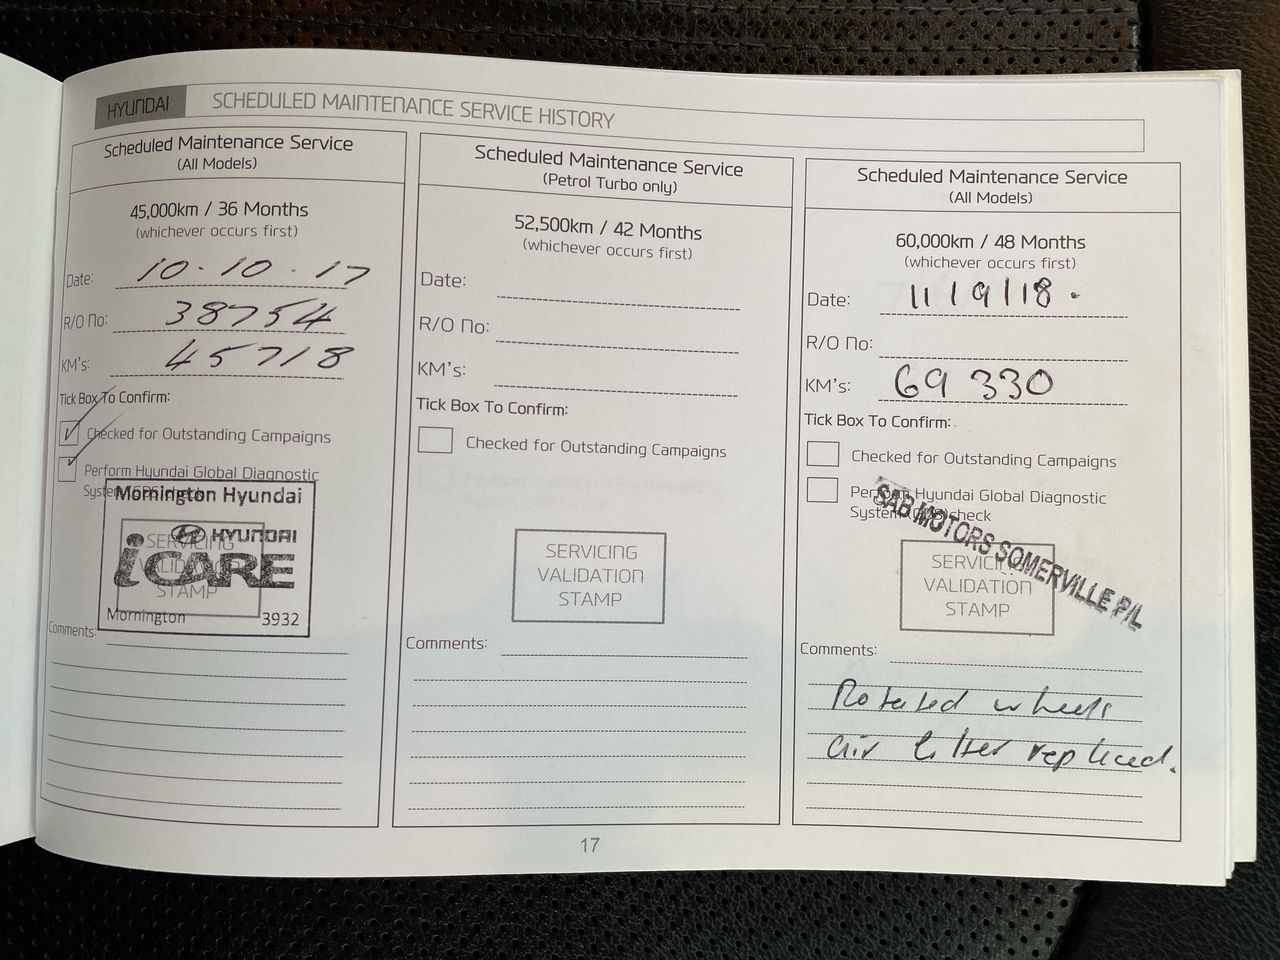 HYUNDAI
SCHEDULED MAINTENANCE SERVICE HISTORY
Scheduled Maintenance Service
(All Models)
45,000km / 36 Months
(whichever occurs first)
Date: 10.10.17
R/O No: 38754
KM's: 45718
Tick Box To Confirm:
Checked for Outstanding Campaigns
Perform Hyundai Global Diagnostic
System (GDS) check
Mornington Hyundai
HYUNDAI
iCARE
SERVICING
VALIDATION
STAMP
Mornington 3932
Comments:
Scheduled Maintenance Service
(Petrol Turbo only)
52,500km / 42 Months
(whichever occurs first)
Date:
R/O No:
KM's:
Tick Box To Confirm:
Checked for Outstanding Campaigns
SERVICING
VALIDATION
STAMP
Comments:
Scheduled Maintenance Service
(All Models)
60,000km / 48 Months
(whichever occurs first)
Date: 11/9/18.
R/O No:
KM's: 69 330
Tick Box To Confirm:
Checked for Outstanding Campaigns
Perform Hyundai Global Diagnostic
System (GDS) check
SAB MOTORS SOMERVILLE P/L
SERVICING
VALIDATION
STAMP
Comments:
Rotated wheels
air filter replaced.
17